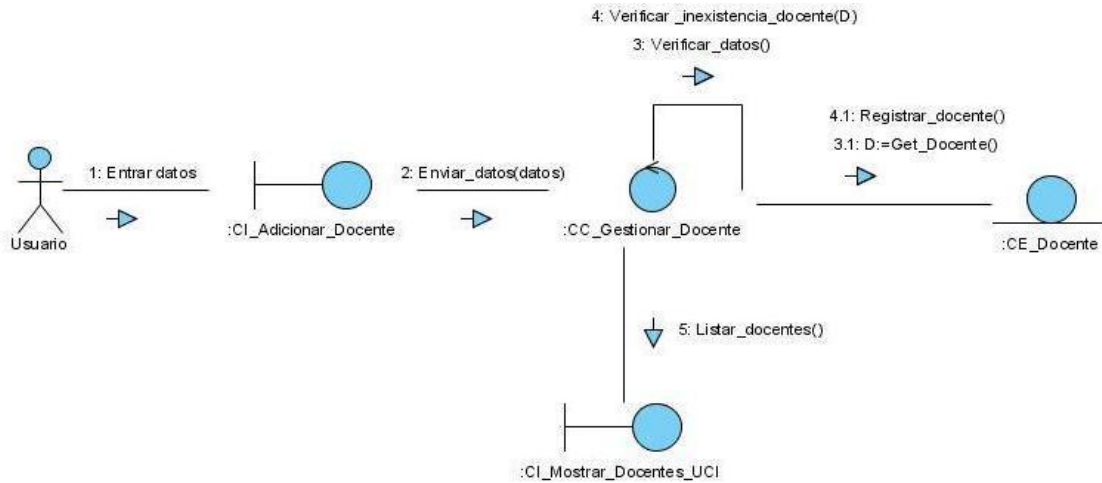 4: Verificar _inexistencia_docente(D)
3: Verificar_datos()
4.1: Registrar_docente()
3.1: D:=Get_Docente()
1: Entrar datos
2: Enviar_datos(datos)
Usuario
:CI_Adicionar_Docente
:CC_Gestionar_Docente
:CE_Docente
5: Listar_docentes()
:CI_Mostrar_Docentes_UCI